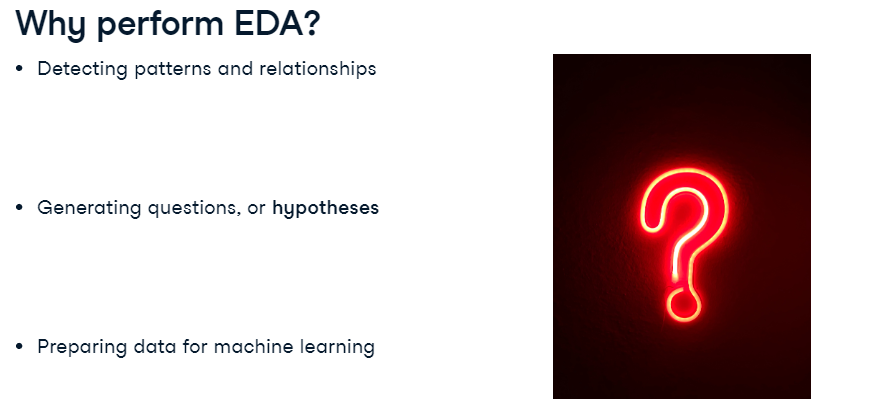 Why perform EDA?
• Detecting patterns and relationships
• Generating questions, or hypotheses
• Preparing data for machine learning
?